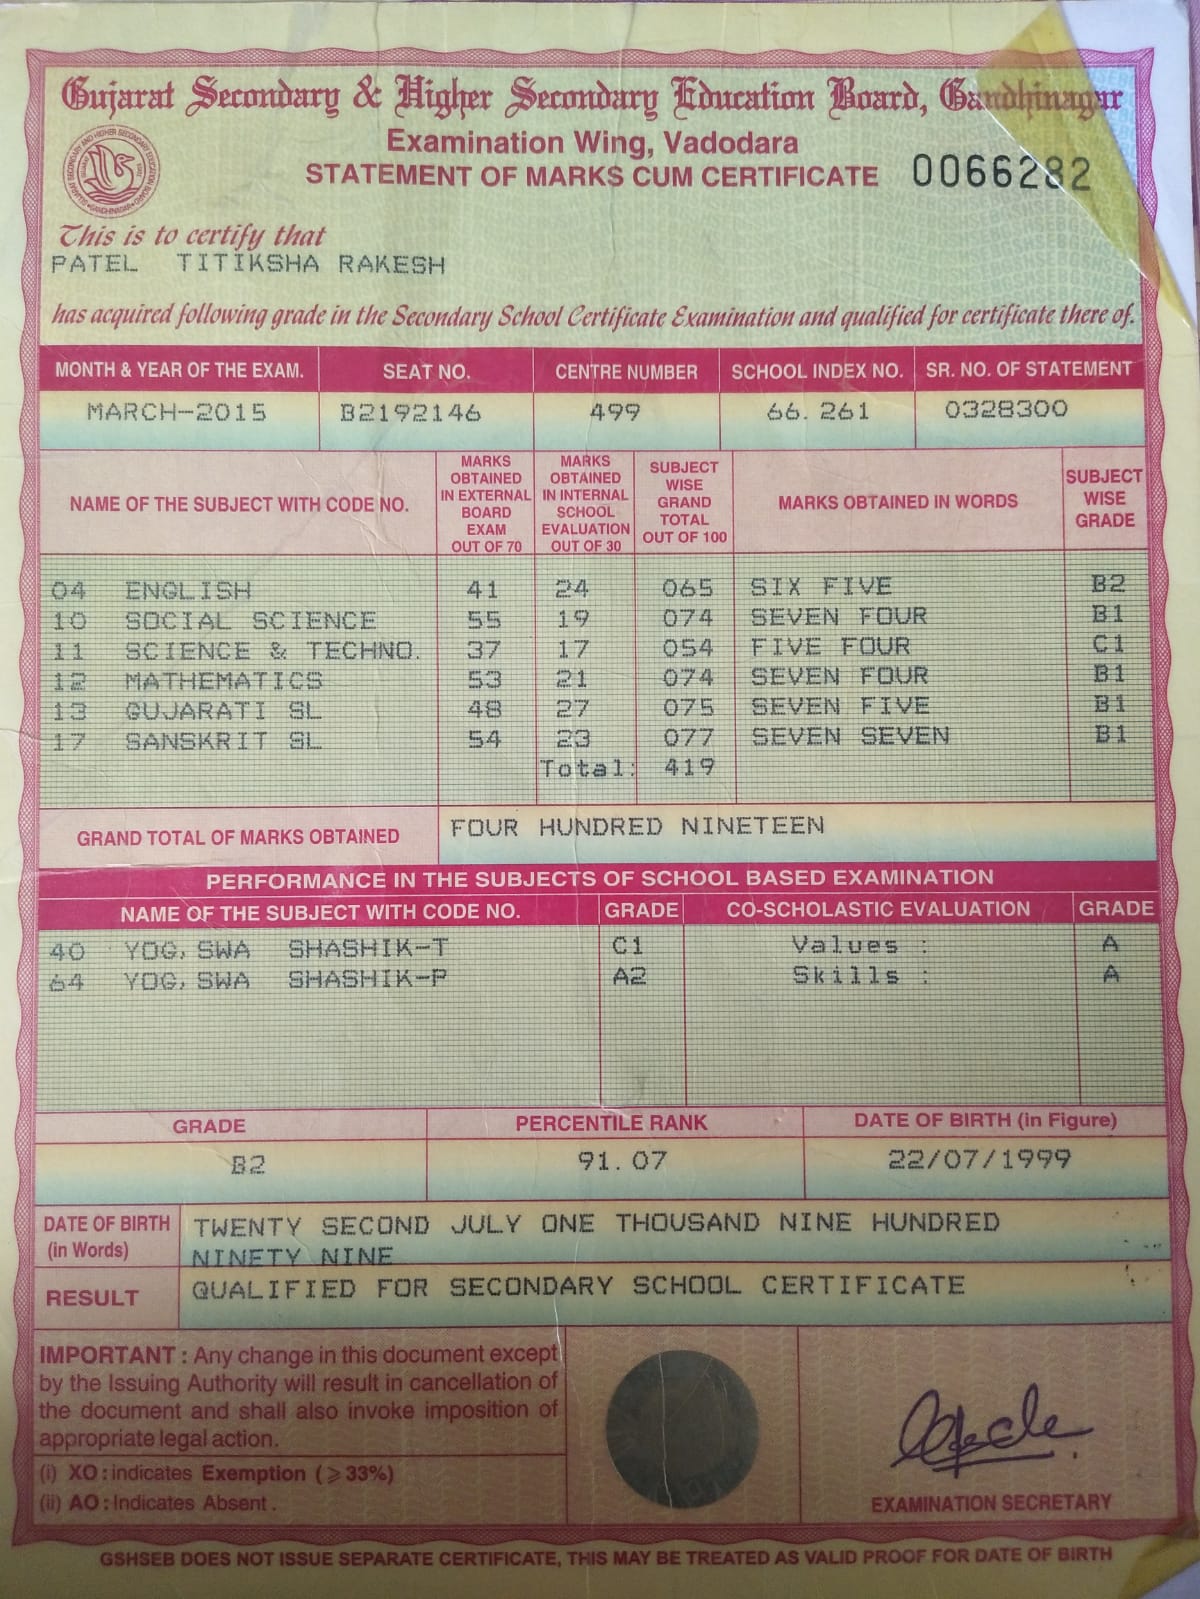 Gujarat Secondary & Higher Secondary Education Board, Gandhinagar
Examination Wing, Vadodara
STATEMENT OF MARKS CUM CERTIFICATE 0066282
This is to certify that
PATEL TITIKSHA RAKESH
has acquired following grade in the Secondary School Certificate Examination and qualified for certificate there of.
MONTH & YEAR OF THE EXAM. SEAT NO. CENTRE NUMBER SCHOOL INDEX NO. SR. NO. OF STATEMENT
MARCH-2015 B2192146 499 66.261 0328300
NAME OF THE SUBJECT WITH CODE NO.
MARKS
OBTAINED
IN EXTERNAL
BOARD
EXAM
OUT OF 70
MARKS
OBTAINED
IN INTERNAL
SCHOOL
EVALUATION
OUT OF 30
SUBJECT
WISE
GRAND
TOTAL
OUT OF 100
MARKS OBTAINED IN WORDS
SUBJECT
WISE
GRADE
04 ENGLISH 41 24 065 SIX FIVE B2
10 SOCIAL SCIENCE 55 19 074 SEVEN FOUR B1
11 SCIENCE & TECHNO. 37 17 054 FIVE FOUR C1
12 MATHEMATICS 53 21 074 SEVEN FOUR B1
13 GUJARATI SL 48 27 075 SEVEN FIVE B1
17 SANSKRIT SL 54 23 077 SEVEN SEVEN B1
Total: 419
GRAND TOTAL OF MARKS OBTAINED FOUR HUNDRED NINETEEN
PERFORMANCE IN THE SUBJECTS OF SCHOOL BASED EXAMINATION
NAME OF THE SUBJECT WITH CODE NO. GRADE CO-SCHOLASTIC EVALUATION GRADE
40 YOG, SWA SHASHIK-T C1 Values : A
64 YOG, SWA SHASHIK-P A2 Skills : A
GRADE PERCENTILE RANK DATE OF BIRTH (in Figure)
B2 91.07 22/07/1999
DATE OF BIRTH
(in Words)
TWENTY SECOND JULY ONE THOUSAND NINE HUNDRED
NINETY NINE
RESULT QUALIFIED FOR SECONDARY SCHOOL CERTIFICATE
IMPORTANT : Any change in this document except
by the Issuing Authority will result in cancellation of
the document and shall also invoke imposition of
appropriate legal action.
(i) XO : indicates Exemption (⩾ 33%)
(ii) AO : Indicates Absent .
EXAMINATION SECRETARY
GSHSEB DOES NOT ISSUE SEPARATE CERTIFICATE, THIS MAY BE TREATED AS VALID PROOF FOR DATE OF BIRTH